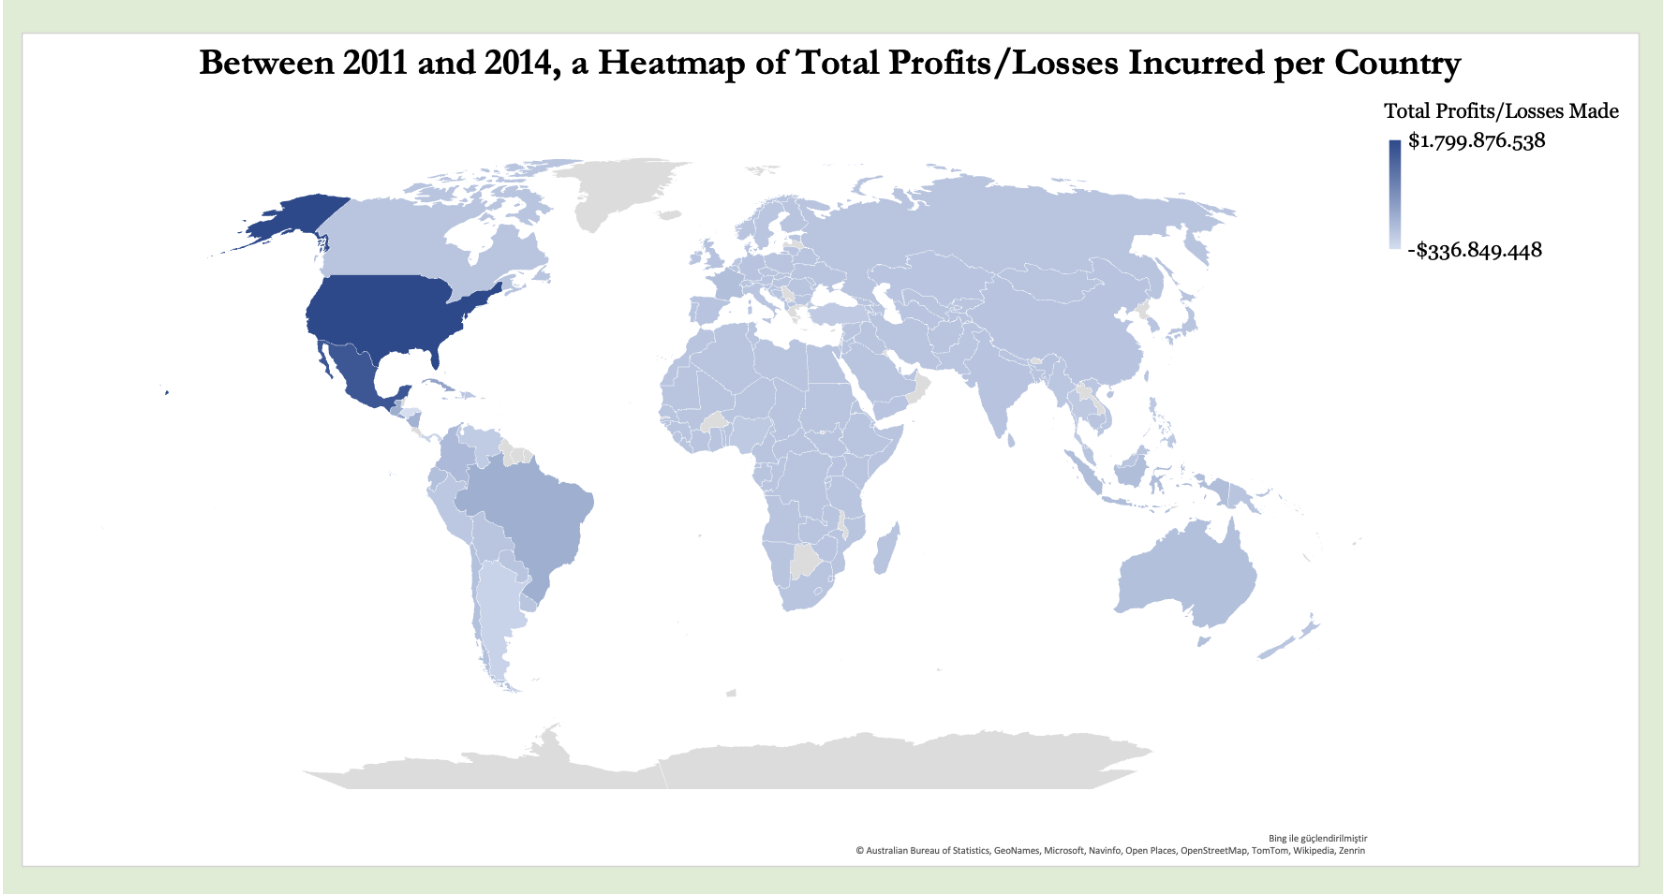 Between 2011 and 2014, a Heatmap of Total Profits/Losses Incurred per Country
Total Profits/Losses Made
$1.799.876.538
-$336.849.448
Bing ile güçlendirilmiştir
© Australian Bureau of Statistics, GeoNames, Microsoft, Navinfo, Open Places, OpenStreetMap, TomTom, Wikipedia, Zenrin